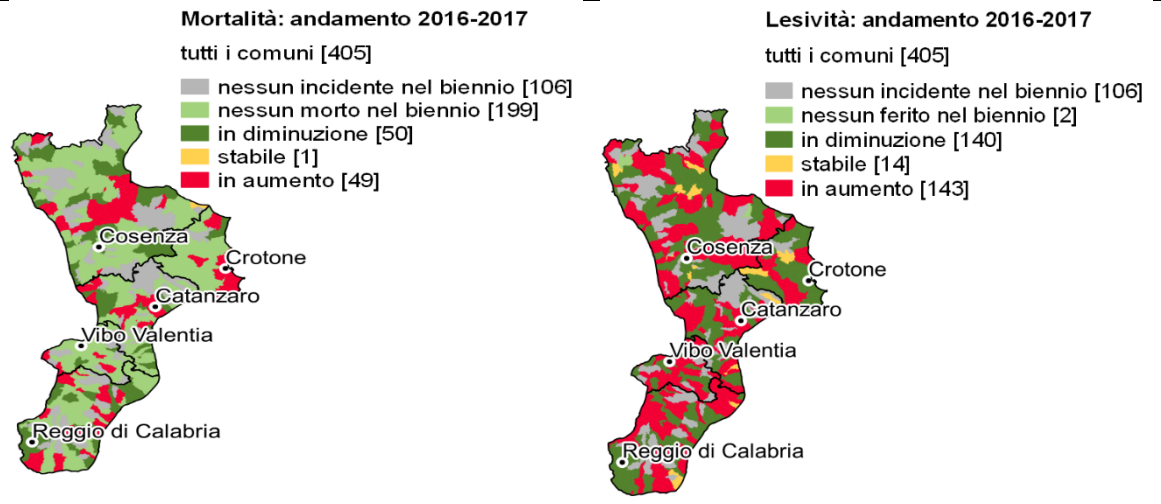 Mortalità: andamento 2016-2017
tutti i comuni [405]
nessun incidente nel biennio [106]
nessun morto nel biennio [199]
in diminuzione [50]
stabile [1]
in aumento [49]
Cosenza
Crotone
Catanzaro
Vibo Valentia
Reggio di Calabria
Lesività: andamento 2016-2017
tutti i comuni [405]
nessun incidente nel biennio [106]
nessun ferito nel biennio [2]
in diminuzione [140]
stabile [14]
in aumento [143]
Cosenza
Crotone
Catanzaro
Vibo Valentia
Reggio di Calabria